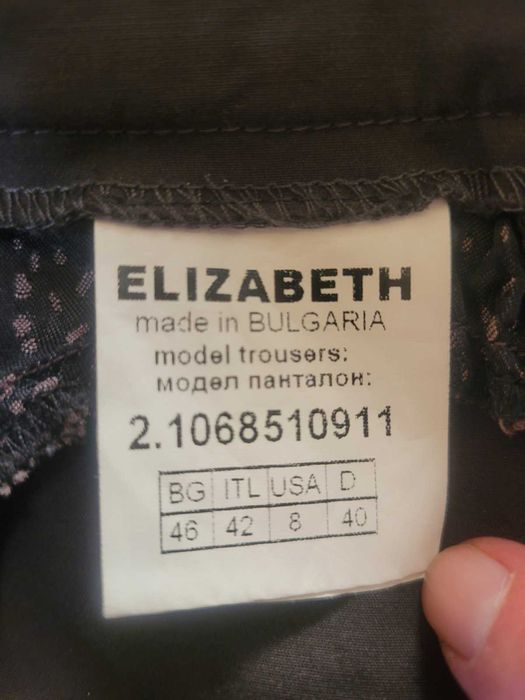 ELIZABETH
made in BULGARIA
model trousers:
модел панталон:
2.1068510911
BG ITL USA D
46 42 8 40